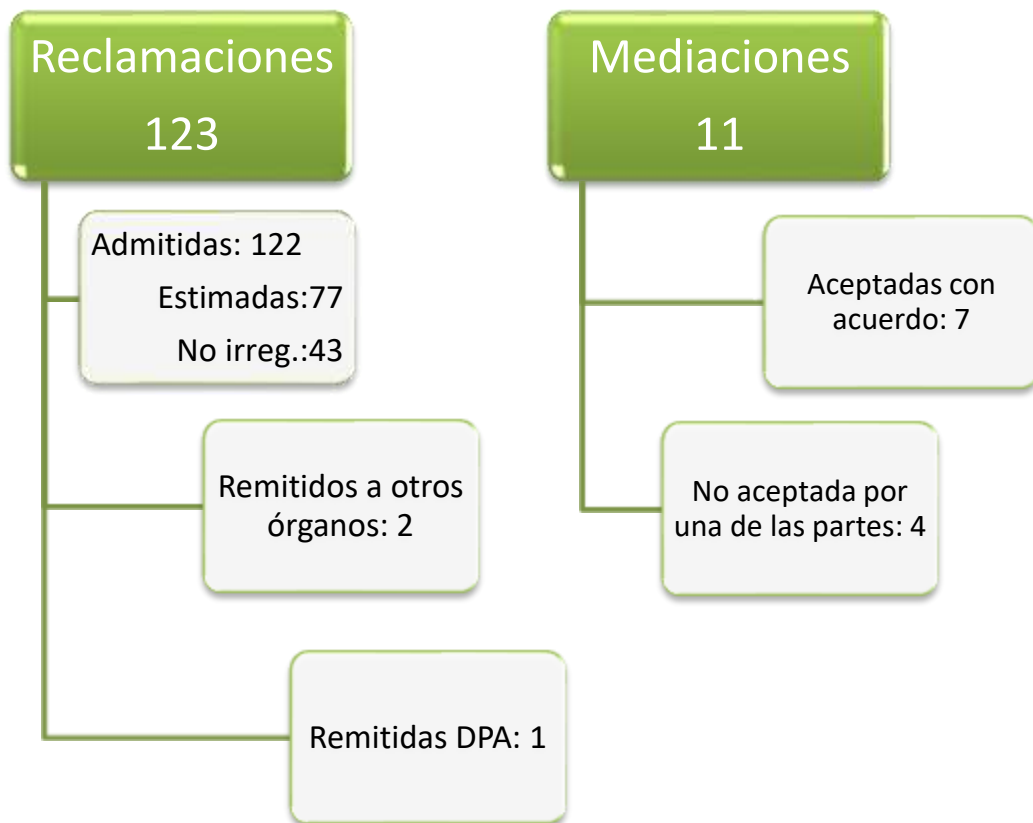 Reclamaciones
123
Admitidas: 122
Estimadas:77
No irreg.:43
Remitidos a otros
órganos: 2
Remitidas DPA: 1
Mediaciones
11
Aceptadas con
acuerdo: 7
No aceptada por
una de las partes: 4